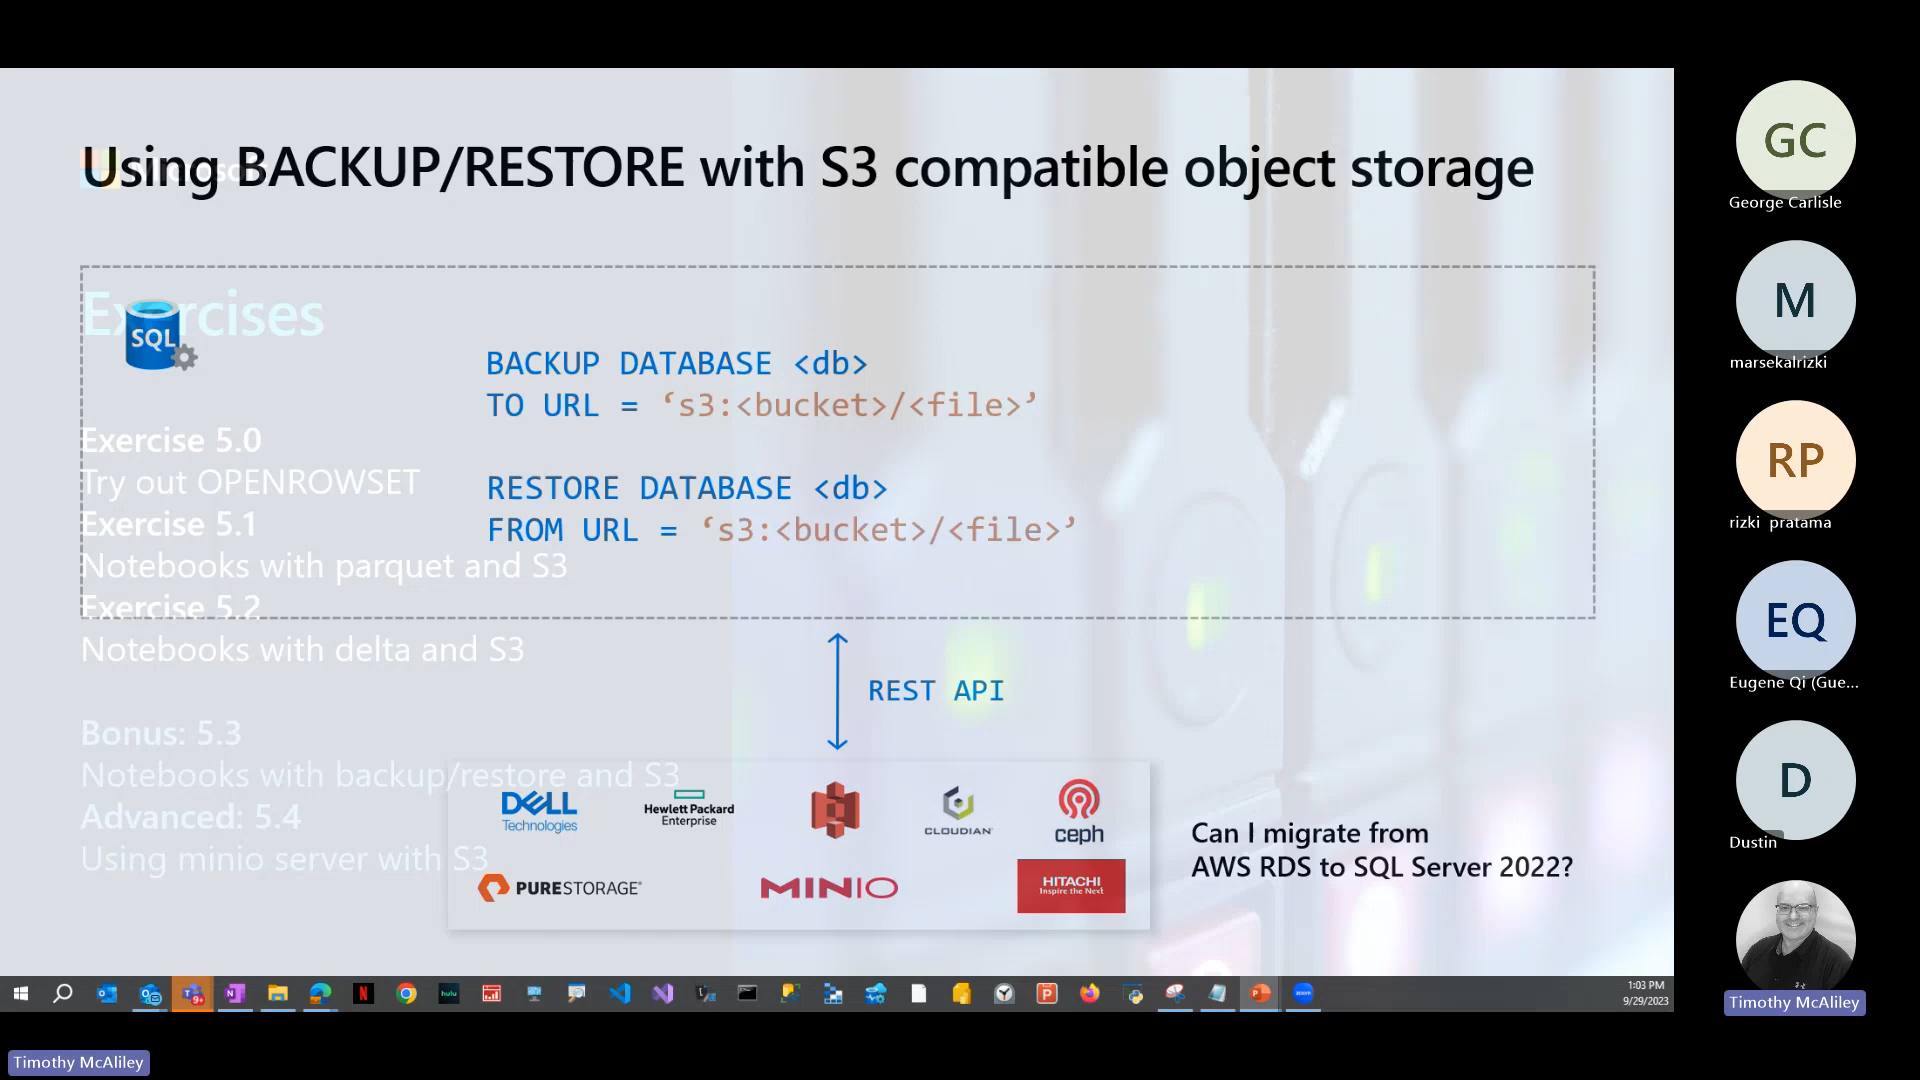 Using BACKUP/RESTORE with S3 compatible object storage
Microsoft
Exercises
SQL
BACKUP DATABASE <db>
TO URL = ‘s3:<bucket>/<file>’
RESTORE DATABASE <db>
FROM URL = ‘s3:<bucket>/<file>’
Exercise 5.0
Try out OPENROWSET
Exercise 5.1
Notebooks with parquet and S3
Exercise 5.2
Notebooks with delta and S3
Bonus: 5.3
Notebooks with backup/restore and S3
Advanced: 5.4
Using minio server with S3
REST API
DELL
Technologies
Hewlett Packard
Enterprise
CLOUDIAN
ceph
PURESTORAGE
MINIO
HITACHI
Inspire the Next
Can I migrate from
AWS RDS to SQL Server 2022?
GC
George Carlisle
M
marsekalrizki
RP
rizki pratama
EQ
Eugene Qi (Gue...
D
Dustin
Timothy McAliley
hulu
9+
1:03 PM
9/29/2023
Timothy McAliley